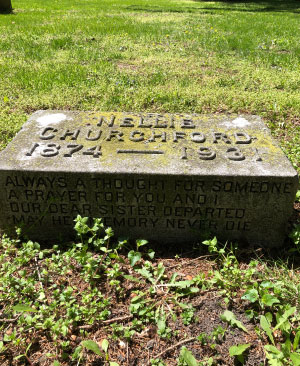 NELLIE
CHURCHFORD
1874 — 1931
ALWAYS A THOUGHT FOR SOMEONE
A PRAYER FOR YOU AND I
OUR DEAR SISTER DEPARTED
MAY HER MEMORY NEVER DIE